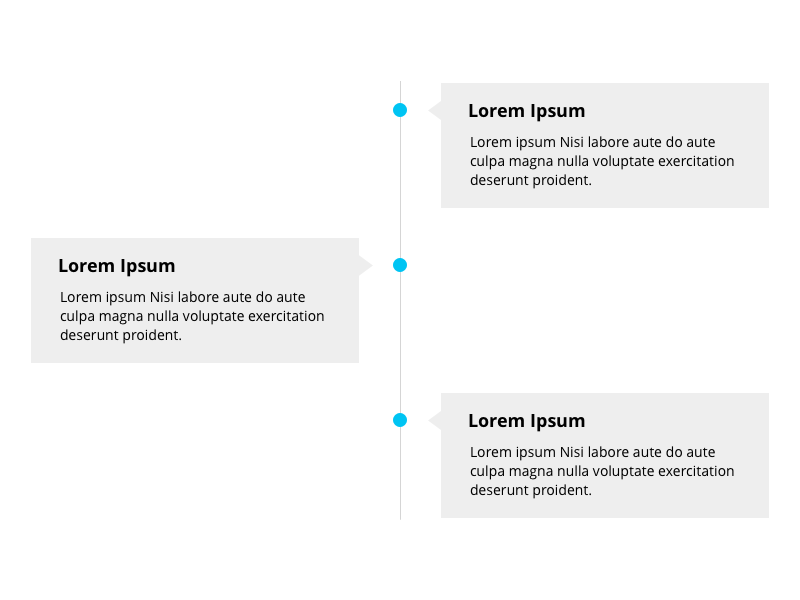 Lorem Ipsum
Lorem ipsum Nisi labore aute do aute
culpa magna nulla voluptate exercitation
deserunt proident.
Lorem Ipsum
Lorem ipsum Nisi labore aute do aute
culpa magna nulla voluptate exercitation
deserunt proident.
Lorem Ipsum
Lorem ipsum Nisi labore aute do aute
culpa magna nulla voluptate exercitation
deserunt proident.